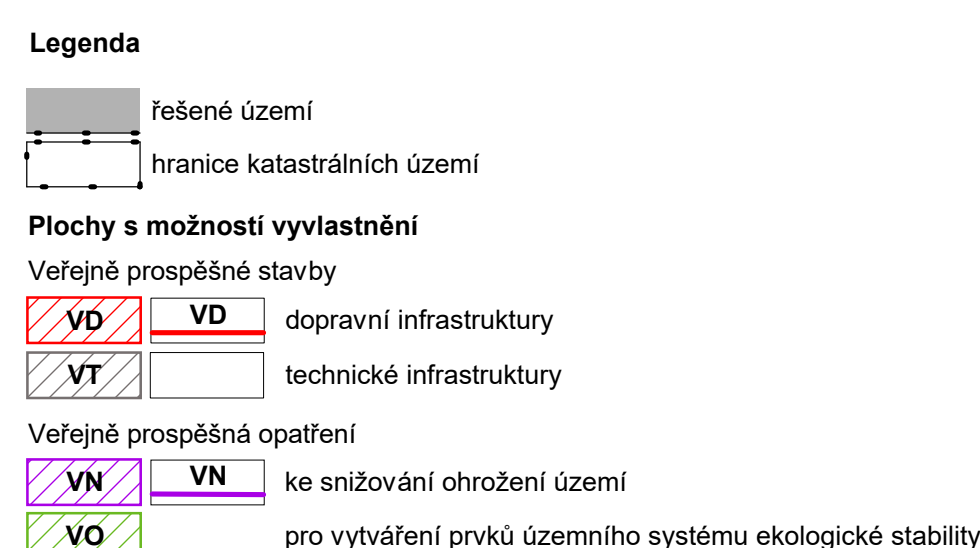 Legenda
řešené území
hranice katastrálních území
Plochy s možností vyvlastnění
Veřejně prospěšné stavby
VD VD dopravní infrastruktury
VT technické infrastruktury
Veřejně prospěšná opatření
VN VN ke snižování ohrožení území
VO pro vytváření prvků územního systému ekologické stability